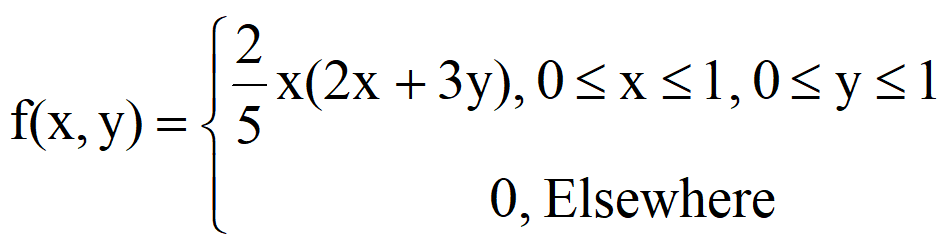 f(x, y) = { 2/5 x(2x + 3y), 0 ≤ x ≤ 1, 0 ≤ y ≤ 1
0, Elsewhere